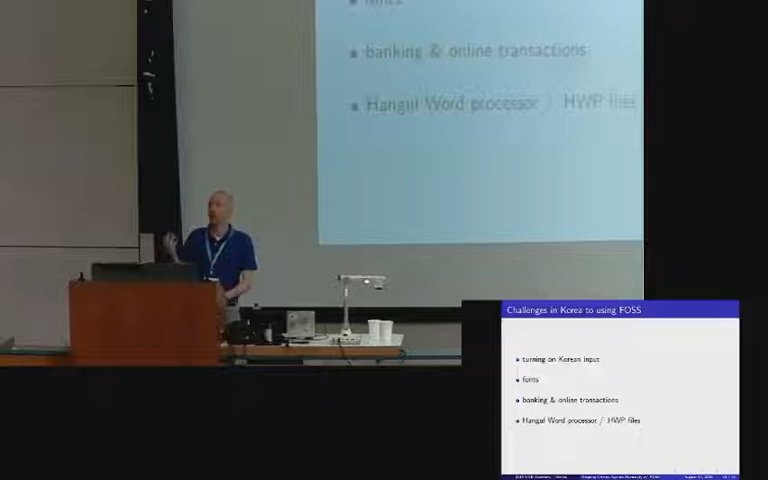 fonts
banking & online transactions
Hangul Word processor / HWP files
Challenges in Korea to using FOSS
turning on Korean input
fonts
banking & online transactions
Hangul Word processor / HWP files